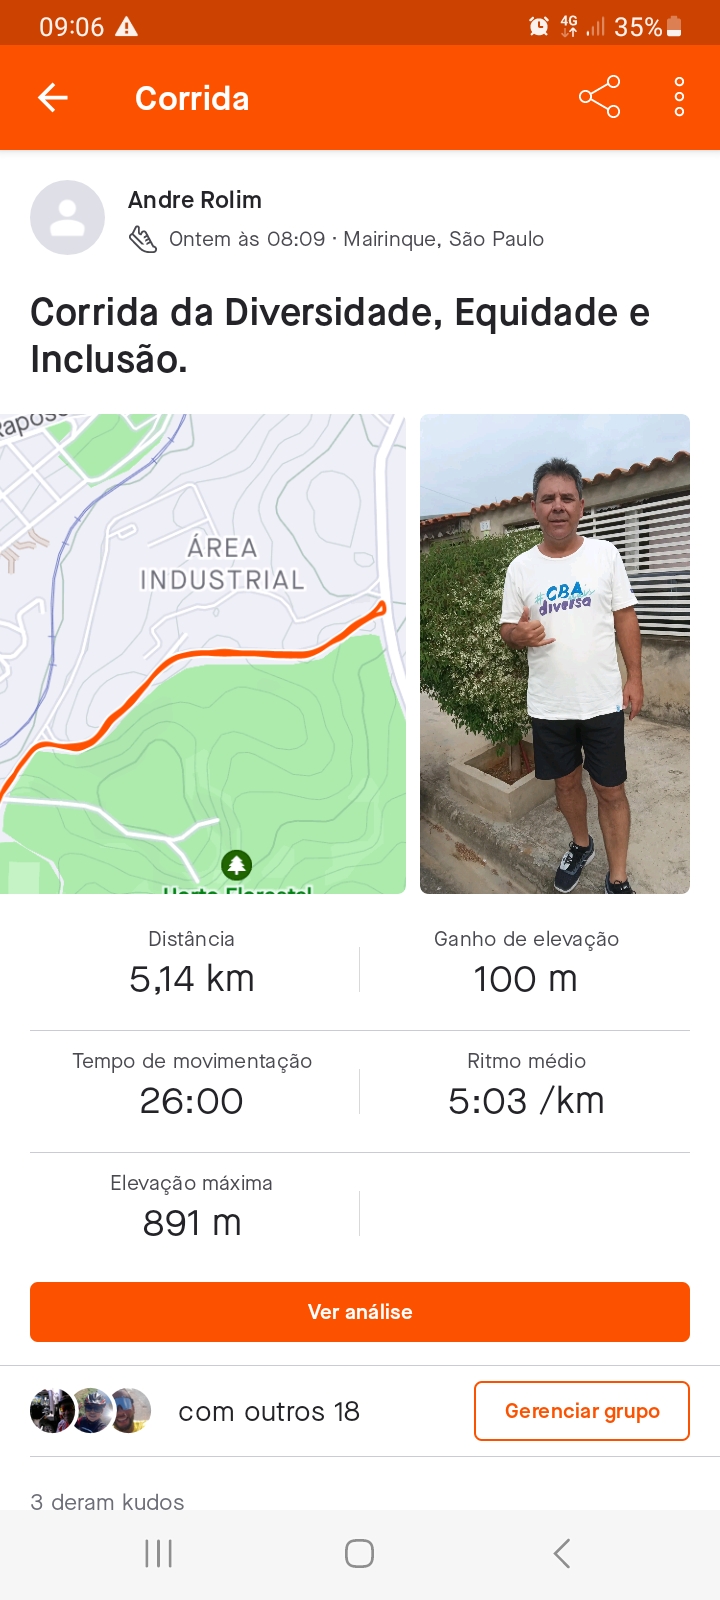 09:06
4G
35%
Corrida
Andre Rolim
Ontem às 08:09 · Mairinque, São Paulo
Corrida da Diversidade, Equidade e
Inclusão.
ÁREA
INDUSTRIAL
Horto Florestal
#CBA
diversa
Distância
Ganho de elevação
5,14 km
100 m
Tempo de movimentação
Ritmo médio
26:00
5:03 /km
Elevação máxima
891 m
Ver análise
com outros 18
Gerenciar grupo
3 deram kudos